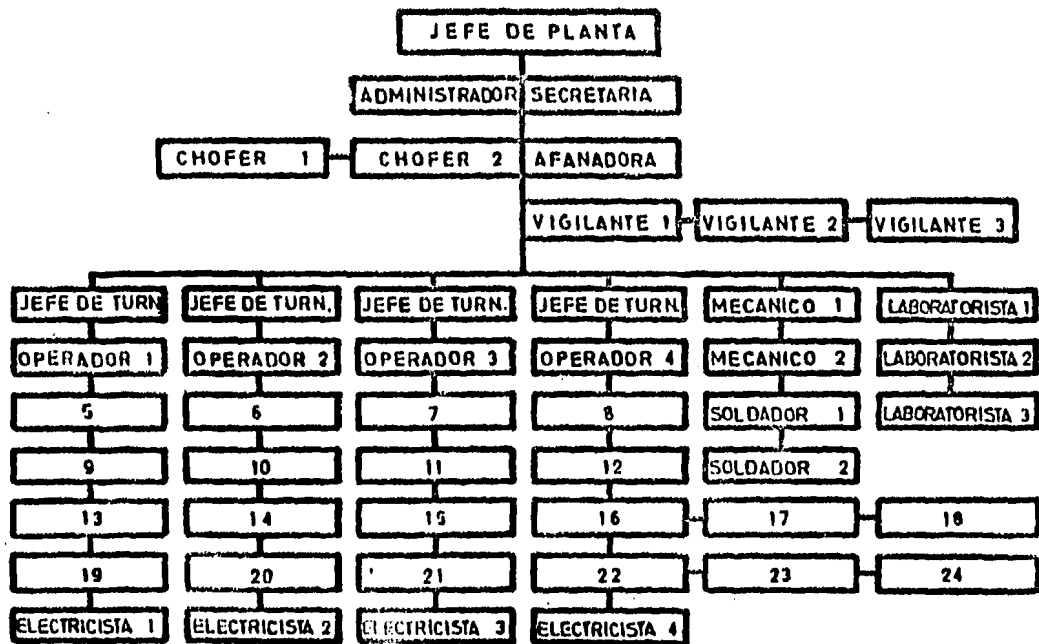 JEFE DE PLANTA
ADMINISTRADOR SECRETARIA
CHOFER 1 CHOFER 2 AFANADORA
VIGILANTE 1 VIGILANTE 2 VIGILANTE 3
JEFE DE TURN JEFE DE TURN. JEFE DE TURN. JEFE DE TURN. MECANICO 1 LABORATORISTA 1
OPERADOR 1 OPERADOR 2 OPERADOR 3 OPERADOR 4 MECANICO 2 LABORATORISTA 2
5 6 7 8 SOLDADOR 1 LABORATORISTA 3
9 10 11 12 SOLDADOR 2
13 14 15 16 17 18
19 20 21 22 23 24
ELECTRICISTA 1 ELECTRICISTA 2 ELECTRICISTA 3 ELECTRICISTA 4